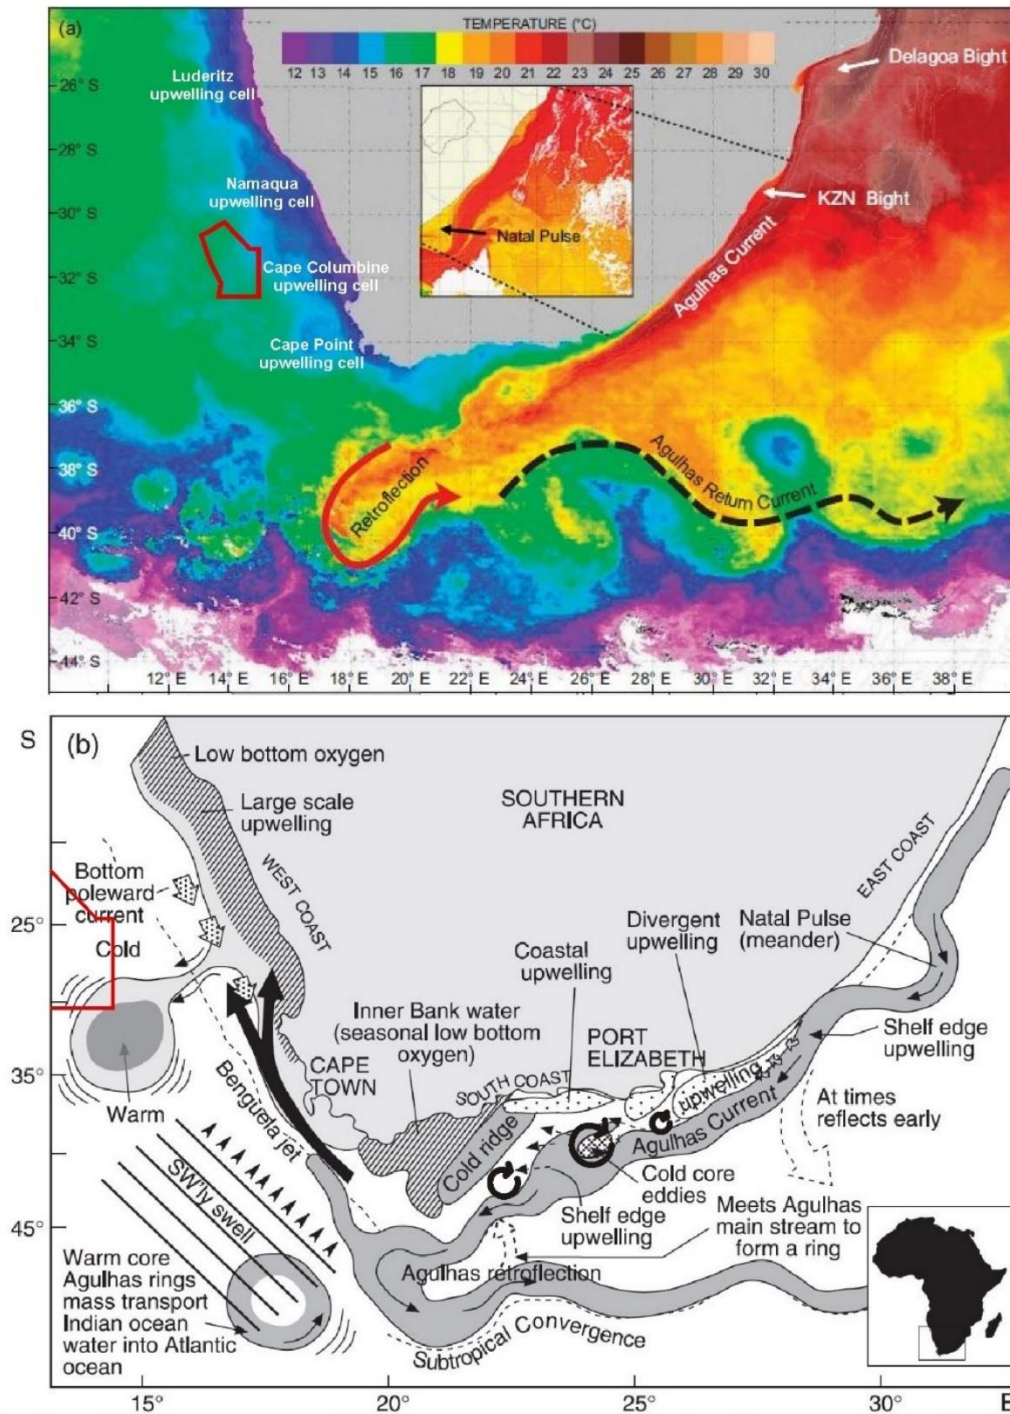 (a)
TEMPERATURE (°C)
12 13 14 15 16 17 18 19 20 21 22 23 24 25 26 27 28 29 30
Delagoa Bight
Luderitz
upwelling cell
26° S
28° S
Namaqua
upwelling cell
KZN Bight
30° S
Natal Pulse
Agulhas Current
Cape Columbine
upwelling cell
32° S
Cape Point
upwelling cell
34° S
36° S
38° S
Retroflection
Agulhas Return Current
40° S
42° S
44° S
12° E 14° E 16° E 18° E 20° E 22° E 24° E 26° E 28° E 30° E 32° E 34° E 36° E 38° E
S
(b)
Low bottom oxygen
SOUTHERN
AFRICA
Large scale
upwelling
WEST COAST
EAST COAST
Bottom
poleward
current
25°
Cold
Divergent
upwelling
Natal Pulse
(meander)
Coastal
upwelling
Inner Bank water
(seasonal low bottom
oxygen)
PORT
ELIZABETH
Shelf edge
upwelling
CAPE
TOWN
SOUTH COAST
upwelling
35°
Warm
Benguela jet
At times
reflects early
Agulhas Current
Cold ridge
Cold core
eddies
SW'ly swell
Shelf edge
upwelling
Meets Agulhas
main stream to
form a ring
45°
Warm core
Agulhas rings
mass transport
Indian ocean
water into Atlantic
ocean
Agulhas retroflection
Subtropical Convergence
15° 20° 25° 30° E